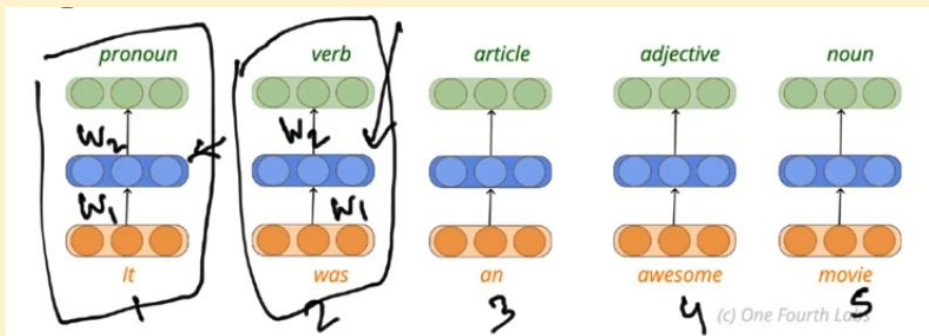 pronoun verb article adjective noun
W2 W2
W1 W1
It was an awesome movie
1 2 3 4 5
(c) One Fourth Labs